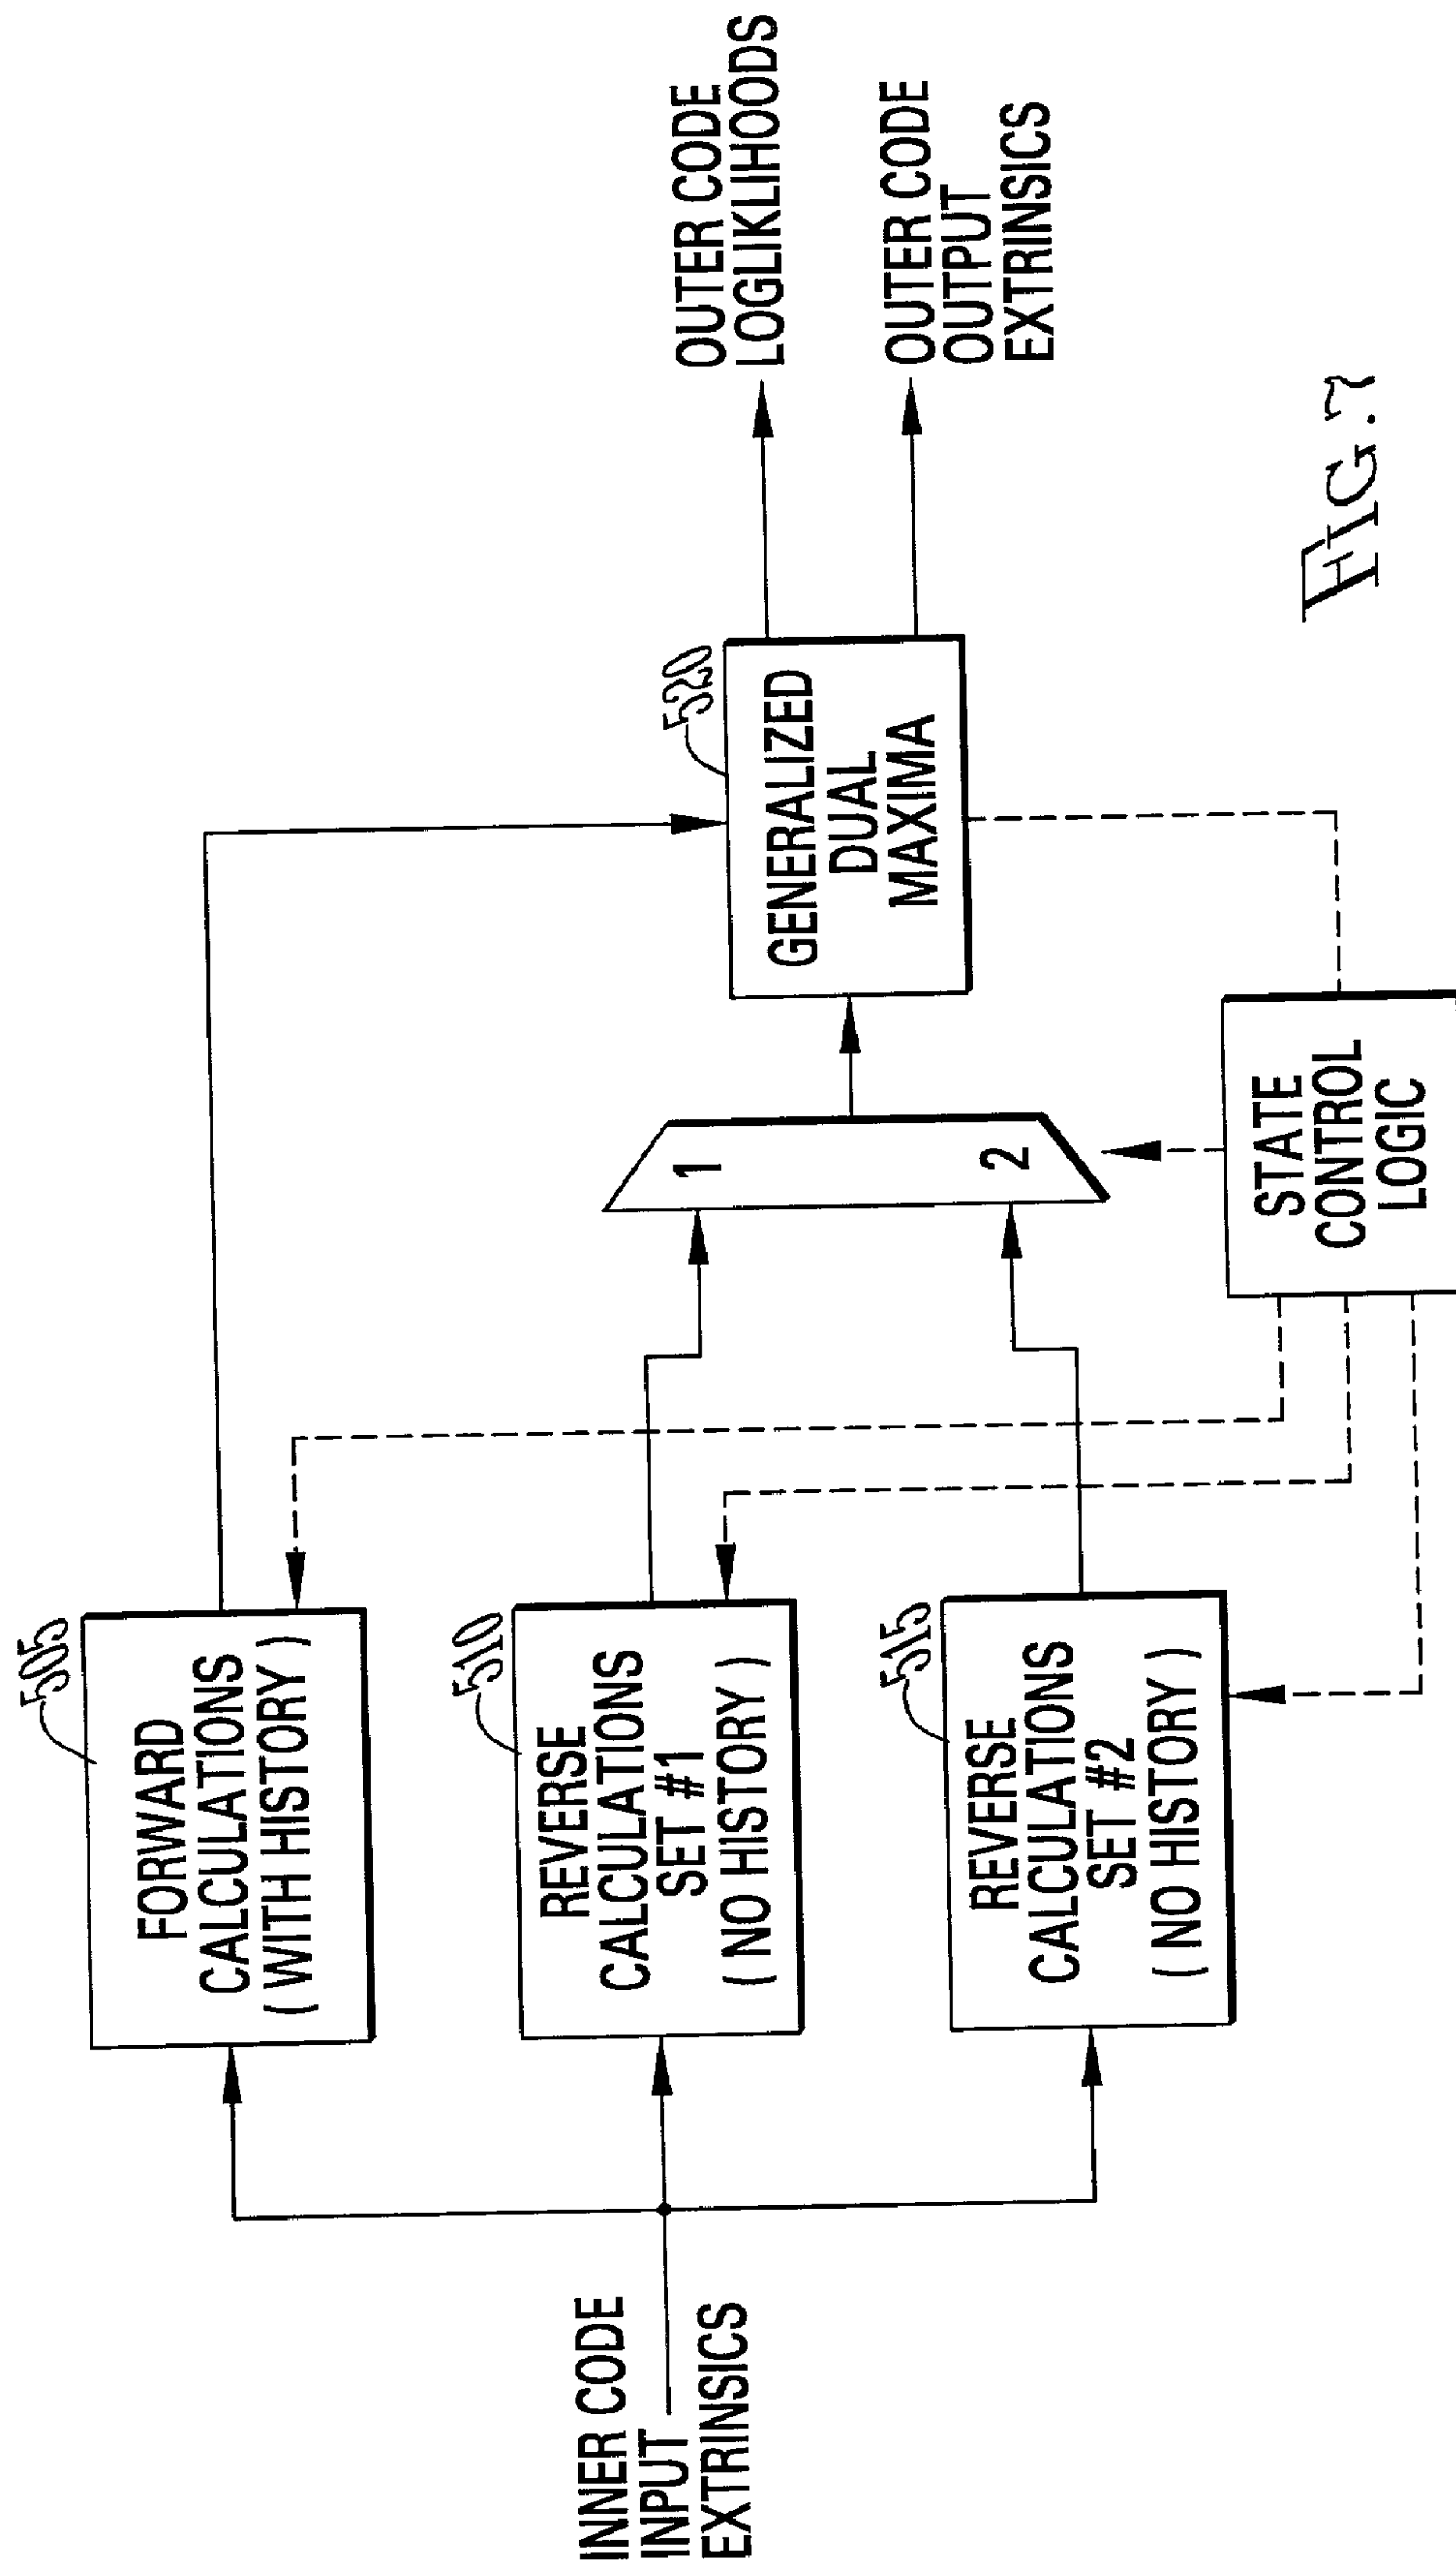 INNER CODE
INPUT
EXTRINSICS
505
FORWARD
CALCULATIONS
( WITH HISTORY )
510
REVERSE
CALCULATIONS
SET #1
( NO HISTORY )
515
REVERSE
CALCULATIONS
SET #2
( NO HISTORY )
1
2
STATE
CONTROL
LOGIC
520
GENERALIZED
DUAL
MAXIMA
OUTER CODE
LOGLIKLIHOODS
OUTER CODE
OUTPUT
EXTRINSICS
FIG.7